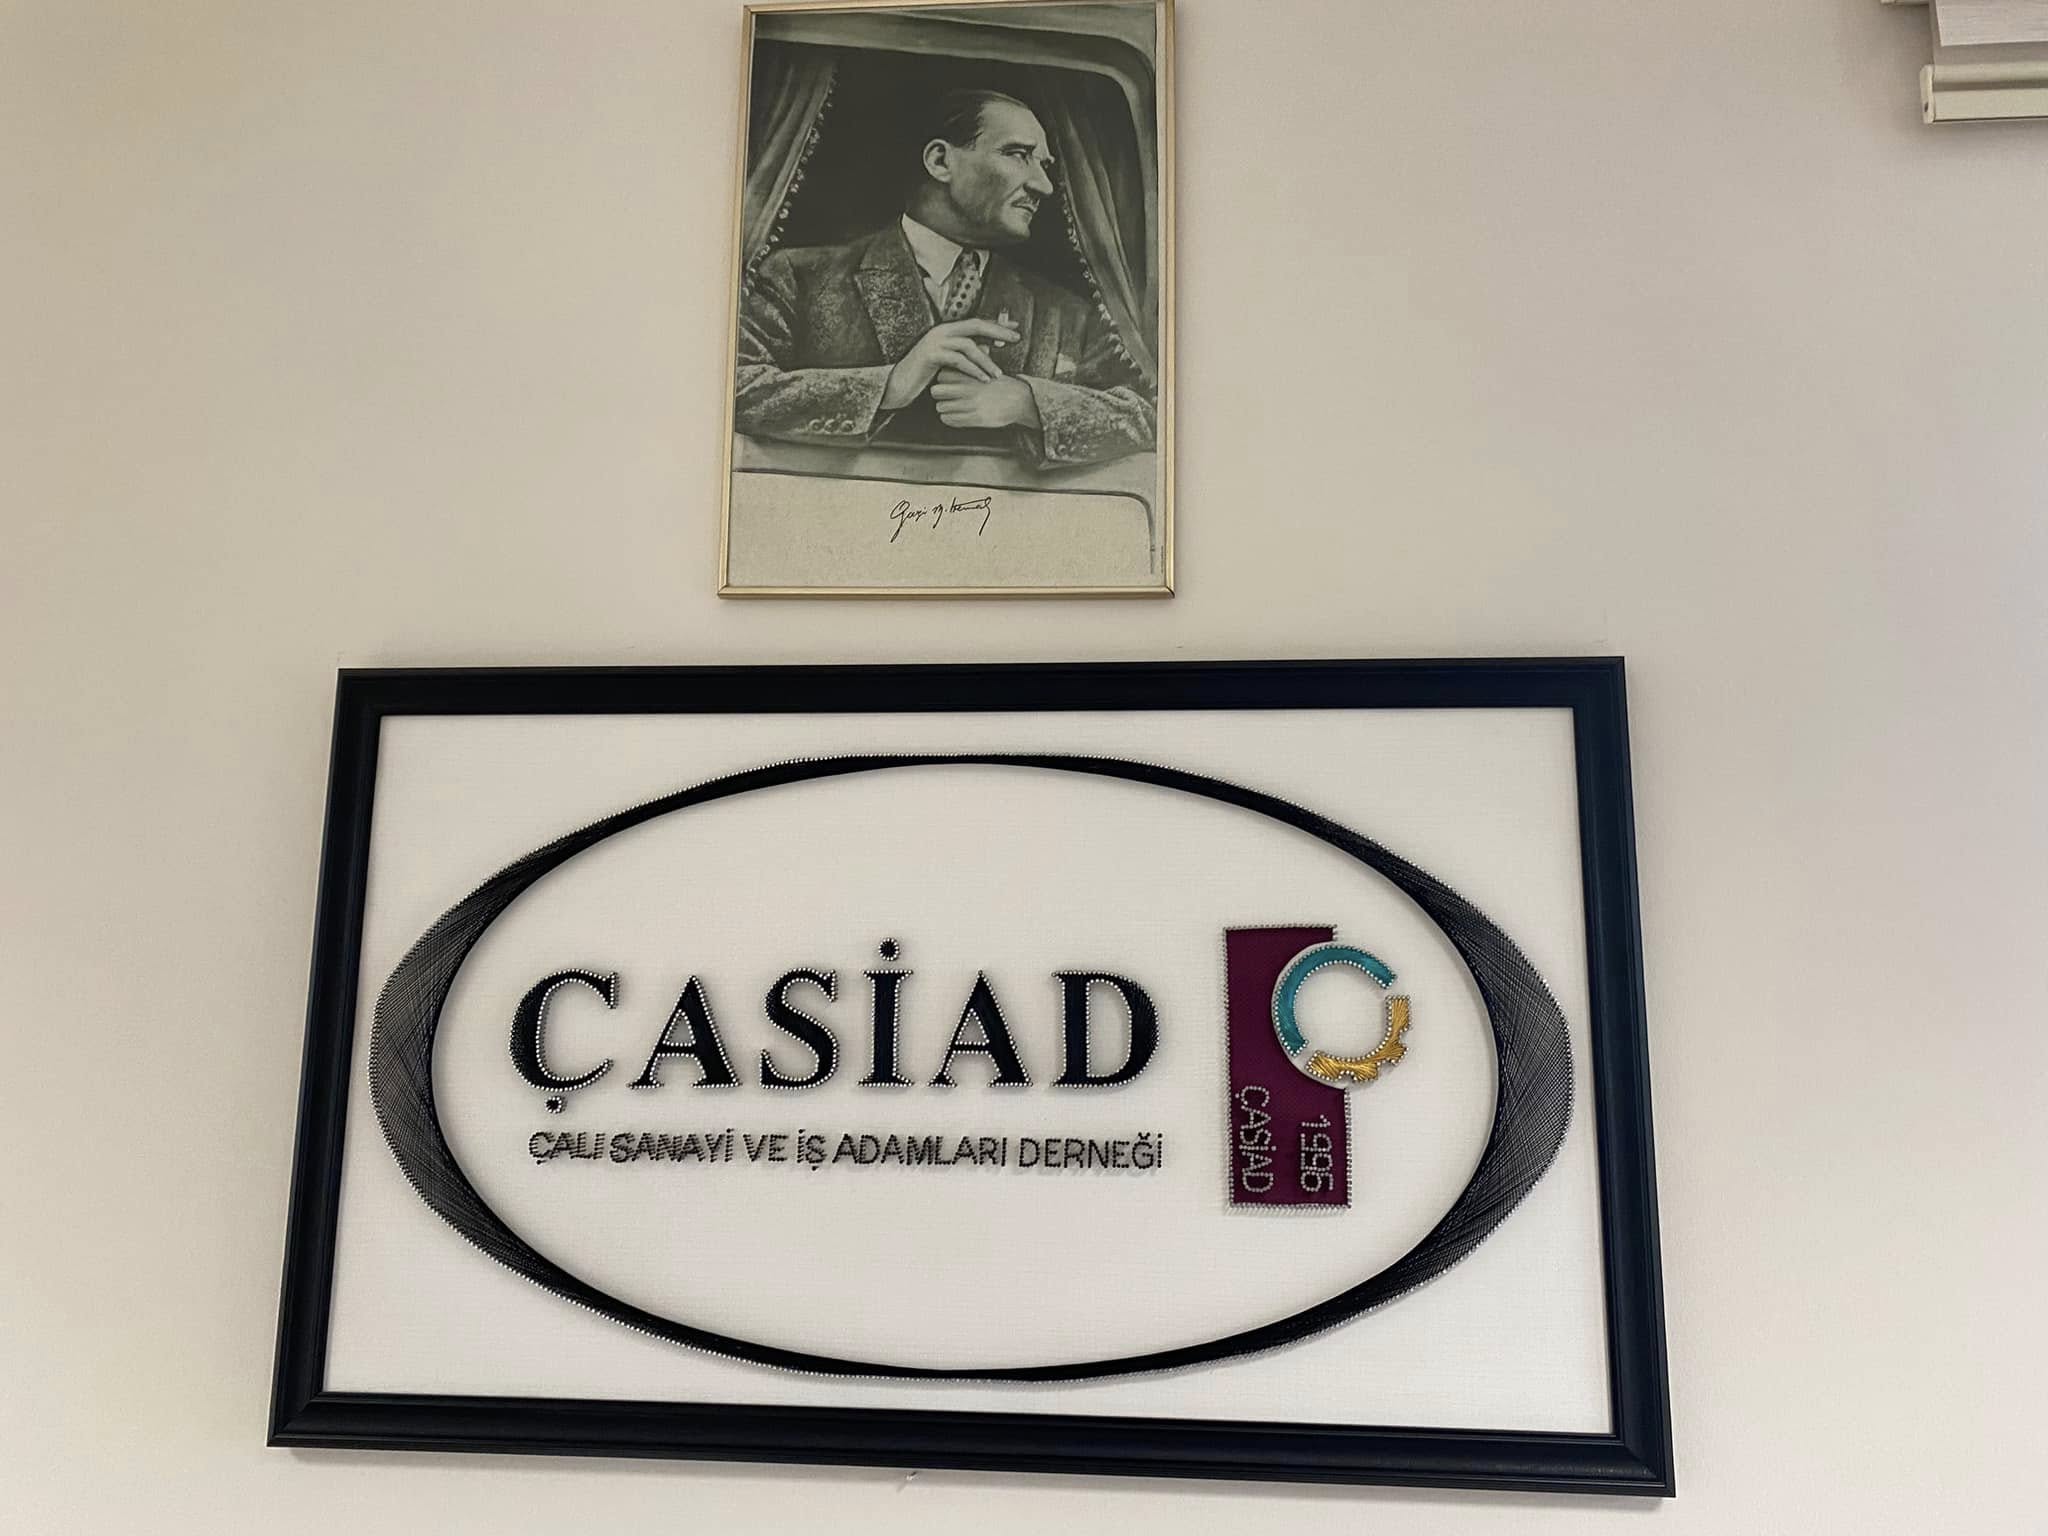 Gazi M. Kemal
ÇASİAD
ÇALI SANAYİ VE İŞ ADAMLARI DERNEĞİ
ÇASİAD
1996